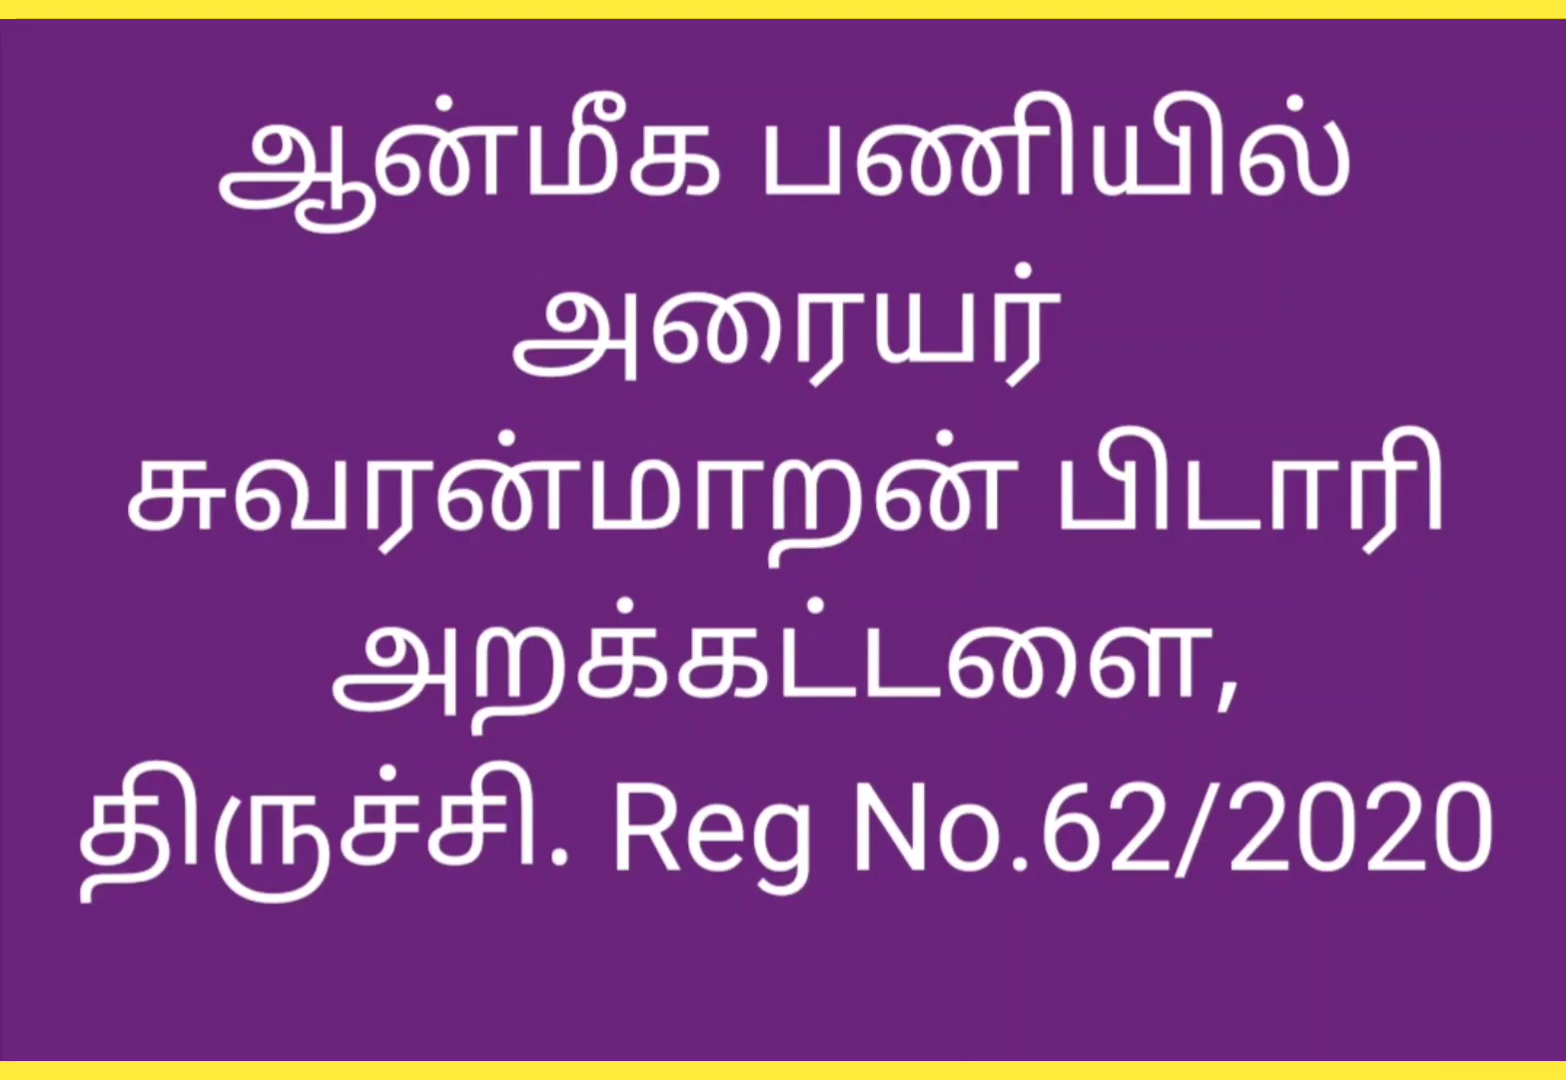 ஆன்மீக பணியில்
அரையர்
சுவரன்மாறன் பிடாரி
அறக்கட்டளை,
திருச்சி. Reg No.62/2020